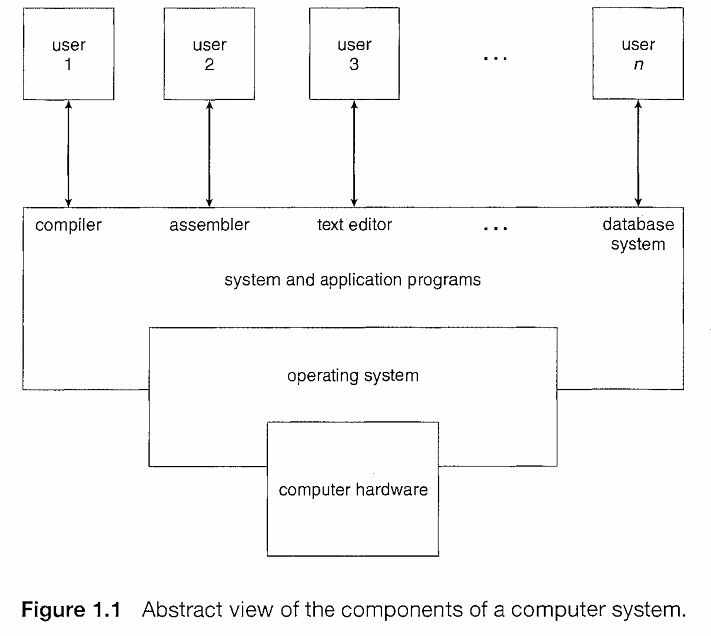 user user user user
1 2 3 ... n
compiler assembler text editor ... database
system
system and application programs
operating system
computer hardware
Figure 1.1 Abstract view of the components of a computer system.